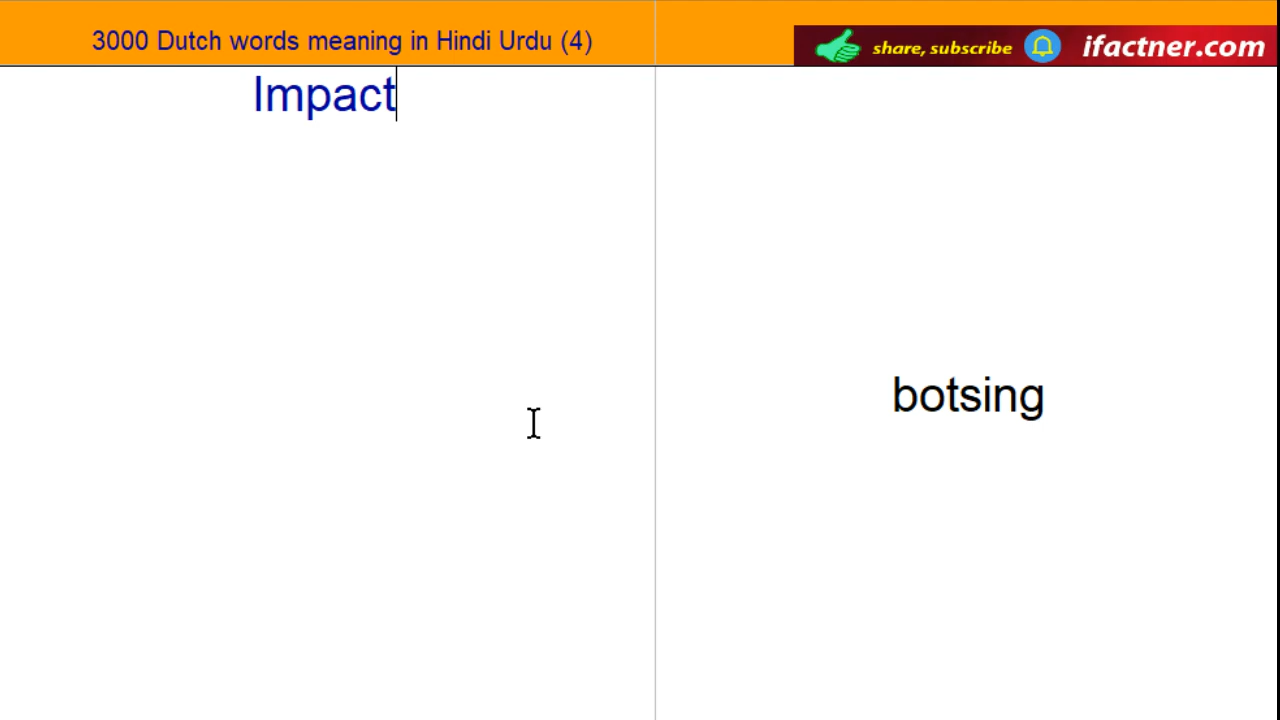 3000 Dutch words meaning in Hindi Urdu (4)
share, subscribe
ifactner.com
Impact
botsing